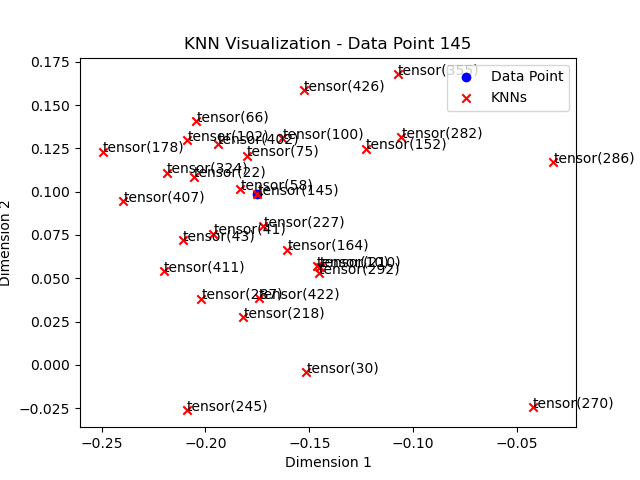 KNN Visualization - Data Point 145
0.175
0.150
0.125
0.100
0.075
0.050
0.025
0.000
−0.025
Dimension 2
Data Point
KNNs
tensor(355)
tensor(426)
tensor(66)
tensor(102)
tensor(402)
tensor(100)
tensor(282)
tensor(152)
tensor(178)
tensor(75)
tensor(286)
tensor(324)
tensor(22)
tensor(58)
tensor(145)
tensor(407)
tensor(227)
tensor(41)
tensor(43)
tensor(164)
tensor(292)
tensor(411)
tensor(422)
tensor(218)
tensor(30)
tensor(245)
tensor(270)
−0.25
−0.20
−0.15
−0.10
−0.05
Dimension 1